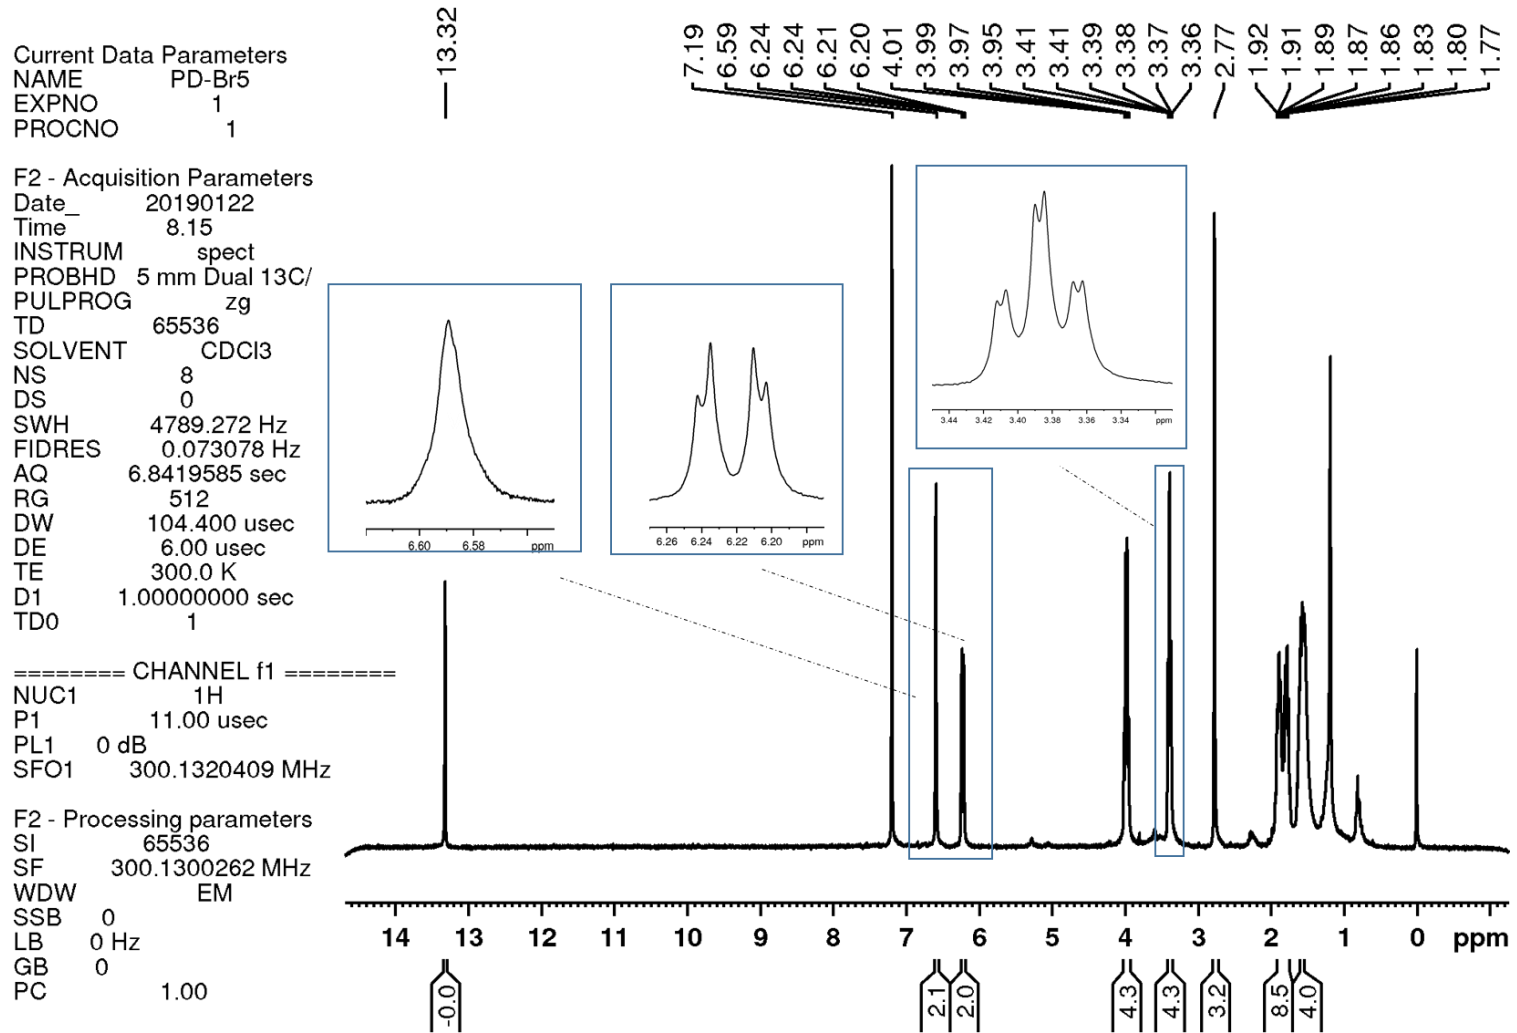 Current Data Parameters
NAME PD-Br5
EXPNO 1
PROCNO 1
F2 - Acquisition Parameters
Date_ 20190122
Time 8.15
INSTRUM spect
PROBHD 5 mm Dual 13C/
PULPROG zg
TD 65536
SOLVENT CDCl3
NS 8
DS 0
SWH 4789.272 Hz
FIDRES 0.073078 Hz
AQ 6.8419585 sec
RG 512
DW 104.400 usec
DE 6.00 usec
TE 300.0 K
D1 1.00000000 sec
TD0 1
======== CHANNEL f1 ========
NUC1 1H
P1 11.00 usec
PL1 0 dB
SFO1 300.1320409 MHz
F2 - Processing parameters
SI 65536
SF 300.1300262 MHz
WDW EM
SSB 0
LB 0 Hz
GB 0
PC 1.00
13.32
7.19
6.59
6.24
6.24
6.21
6.20
4.01
3.99
3.97
3.95
3.41
3.41
3.39
3.38
3.37
3.36
2.77
1.92
1.91
1.89
1.87
1.86
1.83
1.80
1.77
6.60 6.58 ppm
6.26 6.24 6.22 6.20 ppm
3.44 3.42 3.40 3.38 3.36 3.34 ppm
14 13 12 11 10 9 8 7 6 5 4 3 2 1 0 ppm
-0.0
2.1
2.0
4.3
4.3
3.2
8.5
4.0